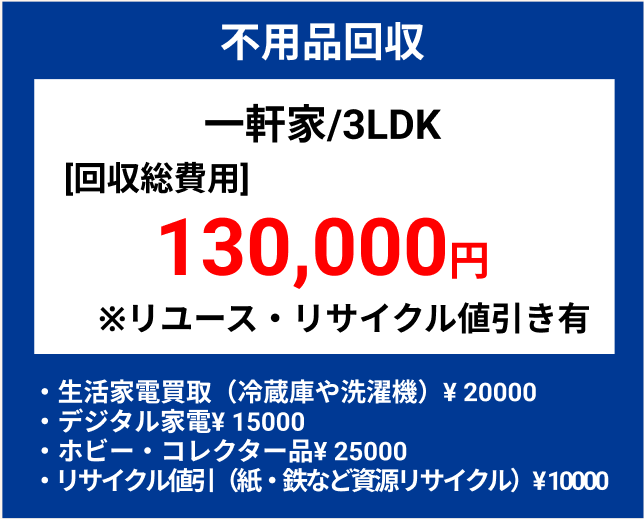 不用品回収
一軒家/3LDK
[回収総費用]
130,000円
※リユース・リサイクル値引き有
・生活家電買取（冷蔵庫や洗濯機）¥ 20000
・デジタル家電¥ 15000
・ホビー・コレクター品¥ 25000
・リサイクル値引（紙・鉄など資源リサイクル）¥10000